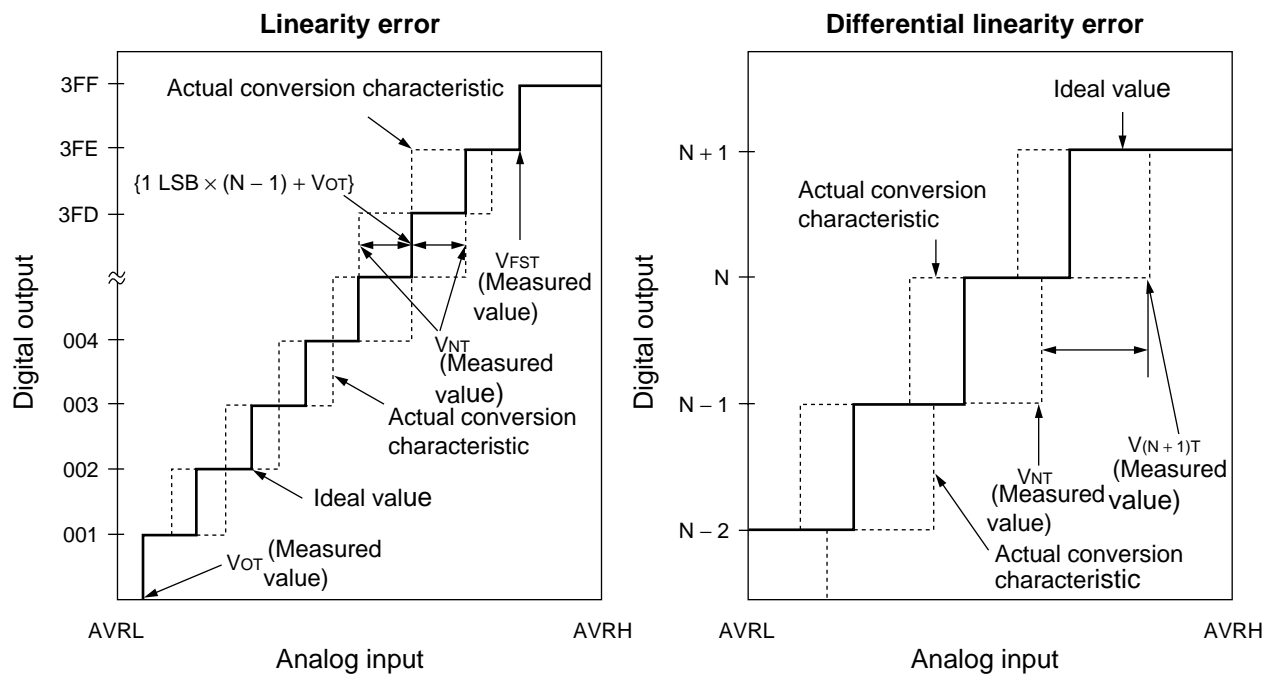 Linearity error
3FF
3FE
3FD
004
003
002
001
Digital output
Actual conversion characteristic
{1 LSB × (N − 1) + VOT}
VFST
(Measured
value)
VNT
(Measured
value)
Actual conversion
characteristic
Ideal value
VOT (Measured
value)
AVRL
AVRH
Analog input
Differential linearity error
N + 1
N
N − 1
N − 2
Digital output
Ideal value
Actual conversion
characteristic
V(N + 1)T
(Measured
value)
VNT
(Measured
value)
Actual conversion
characteristic
AVRL
AVRH
Analog input